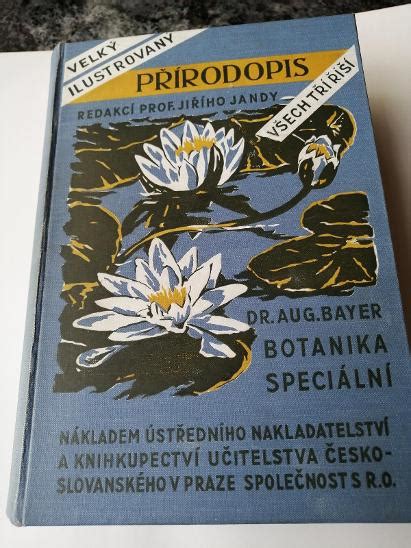 VELKÝ
ILUSTROVANÝ
PŘÍRODOPIS
VŠECH TŘÍ ŘÍŠÍ
REDAKCÍ PROF. JIŘÍHO JANDY
DR. AUG. BAYER
BOTANIKA
SPECIÁLNÍ
NÁKLADEM ÚSTŘEDNÍHO NAKLADATELSTVÍ
A KNIHKUPECTVÍ UČITELSTVA ČESKO-
SLOVANSKÉHO V PRAZE SPOLEČNOST S R.O.